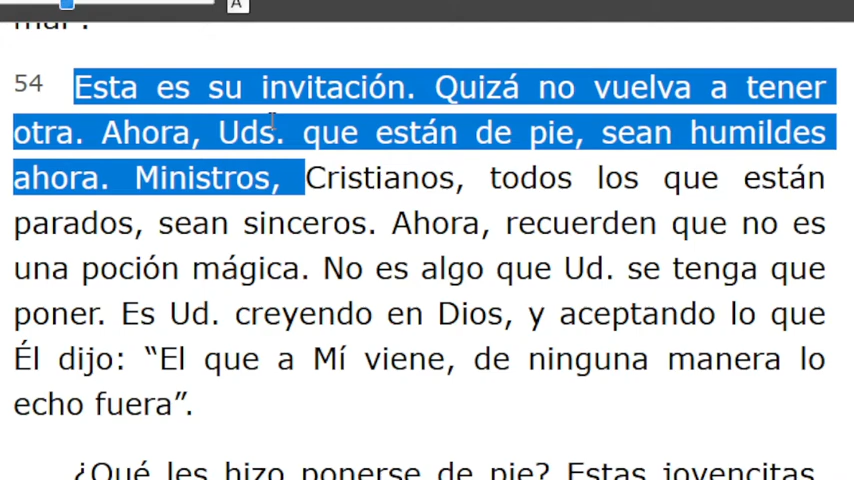 A
mar".
54 Esta es su invitación. Quizá no vuelva a tener
otra. Ahora, Uds. que están de pie, sean humildes
ahora. Ministros, Cristianos, todos los que están
parados, sean sinceros. Ahora, recuerden que no es
una poción mágica. No es algo que Ud. se tenga que
poner. Es Ud. creyendo en Dios, y aceptando lo que
Él dijo: “El que a Mí viene, de ninguna manera lo
echo fuera”.
¿Qué les hizo ponerse de pie? Estas jovencitas